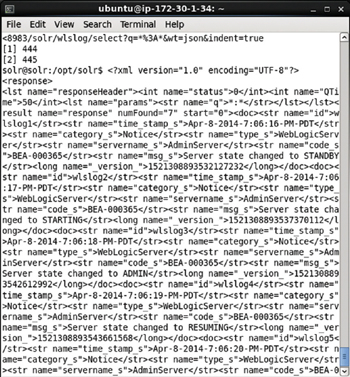 ubuntu@ip-172-30-1-34: ~
File Edit View Search Terminal Help
<8983/solr/wlslog/select?q=*%3A*&wt=json&indent=true
[1] 444
[2] 445
solr@solr:/opt/solr$ <?xml version="1.0" encoding="UTF-8"?>
<response>
<lst name="responseHeader"><int name="status">0</int><int name="QTi
me">50</int><lst name="params"><str name="q">*:*</str></lst></lst><
result name="response" numFound="7" start="0"><doc><str name="id">w
lslog1</str><str name="time_stamp_s">Apr-8-2014-7:06:16-PM-PDT</str
><str name="category_s">Notice</str><str name="type_s">WebLogicServ
er</str><str name="servername_s">AdminServer</str><str name="code_s
">BEA-000365</str><str name="msg_s">Server state changed to STANDBY
</str><long name="_version_">1521308893532127232</long></doc><doc><
str name="id">wlslog2</str><str name="time_stamp_s">Apr-8-2014-7:06
:17-PM-PDT</str><str name="category_s">Notice</str><str name="type_
s">WebLogicServer</str><str name="servername_s">AdminServer</str><s
tr name="code_s">BEA-000365</str><str name="msg_s">Server state cha
nged to STARTING</str><long name="_version_">1521308893537370112</l
ong></doc><doc><str name="id">wlslog3</str><str name="time_stamp_s">
Apr-8-2014-7:06:18-PM-PDT</str><str name="category_s">Notice</str>
<str name="type_s">WebLogicServer</str><str name="servername_s">Adm
inServer</str><str name="code_s">BEA-000365</str><str name="msg_s">
Server state changed to ADMIN</str><long name="_version_">152130889
3542612992</long></doc><doc><str name="id">wlslog4</str><str name="
time_stamp_s">Apr-8-2014-7:06:19-PM-PDT</str><str name="category_s">
Notice</str><str name="type_s">WebLogicServer</str><str name="serv
ername_s">AdminServer</str><str name="code_s">BEA-000365</str><str
name="msg_s">Server state changed to RESUMING</str><long name="_ver
sion_">1521308893543661568</long></doc><doc><str name="id">wlslog5<
/str><str name="time_stamp_s">Apr-8-2014-7:06:20-PM-PDT</str><str n
ame="category_s">Notice</str><str name="type_s">WebLogicServer</str
><str name="servername_s">AdminServer</str><str name="code_s">BEA-0